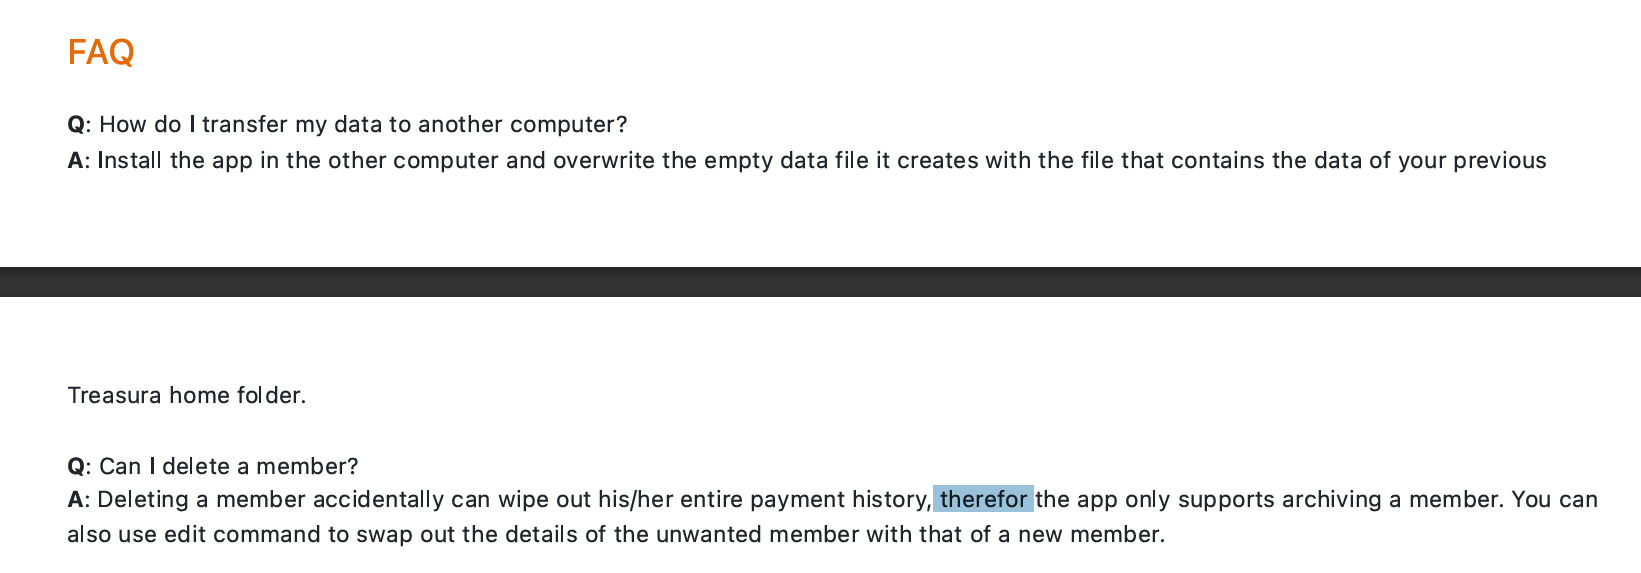 FAQ
Q: How do I transfer my data to another computer?
A: Install the app in the other computer and overwrite the empty data file it creates with the file that contains the data of your previous
Treasura home folder.
Q: Can I delete a member?
A: Deleting a member accidentally can wipe out his/her entire payment history, therefor the app only supports archiving a member. You can
also use edit command to swap out the details of the unwanted member with that of a new member.